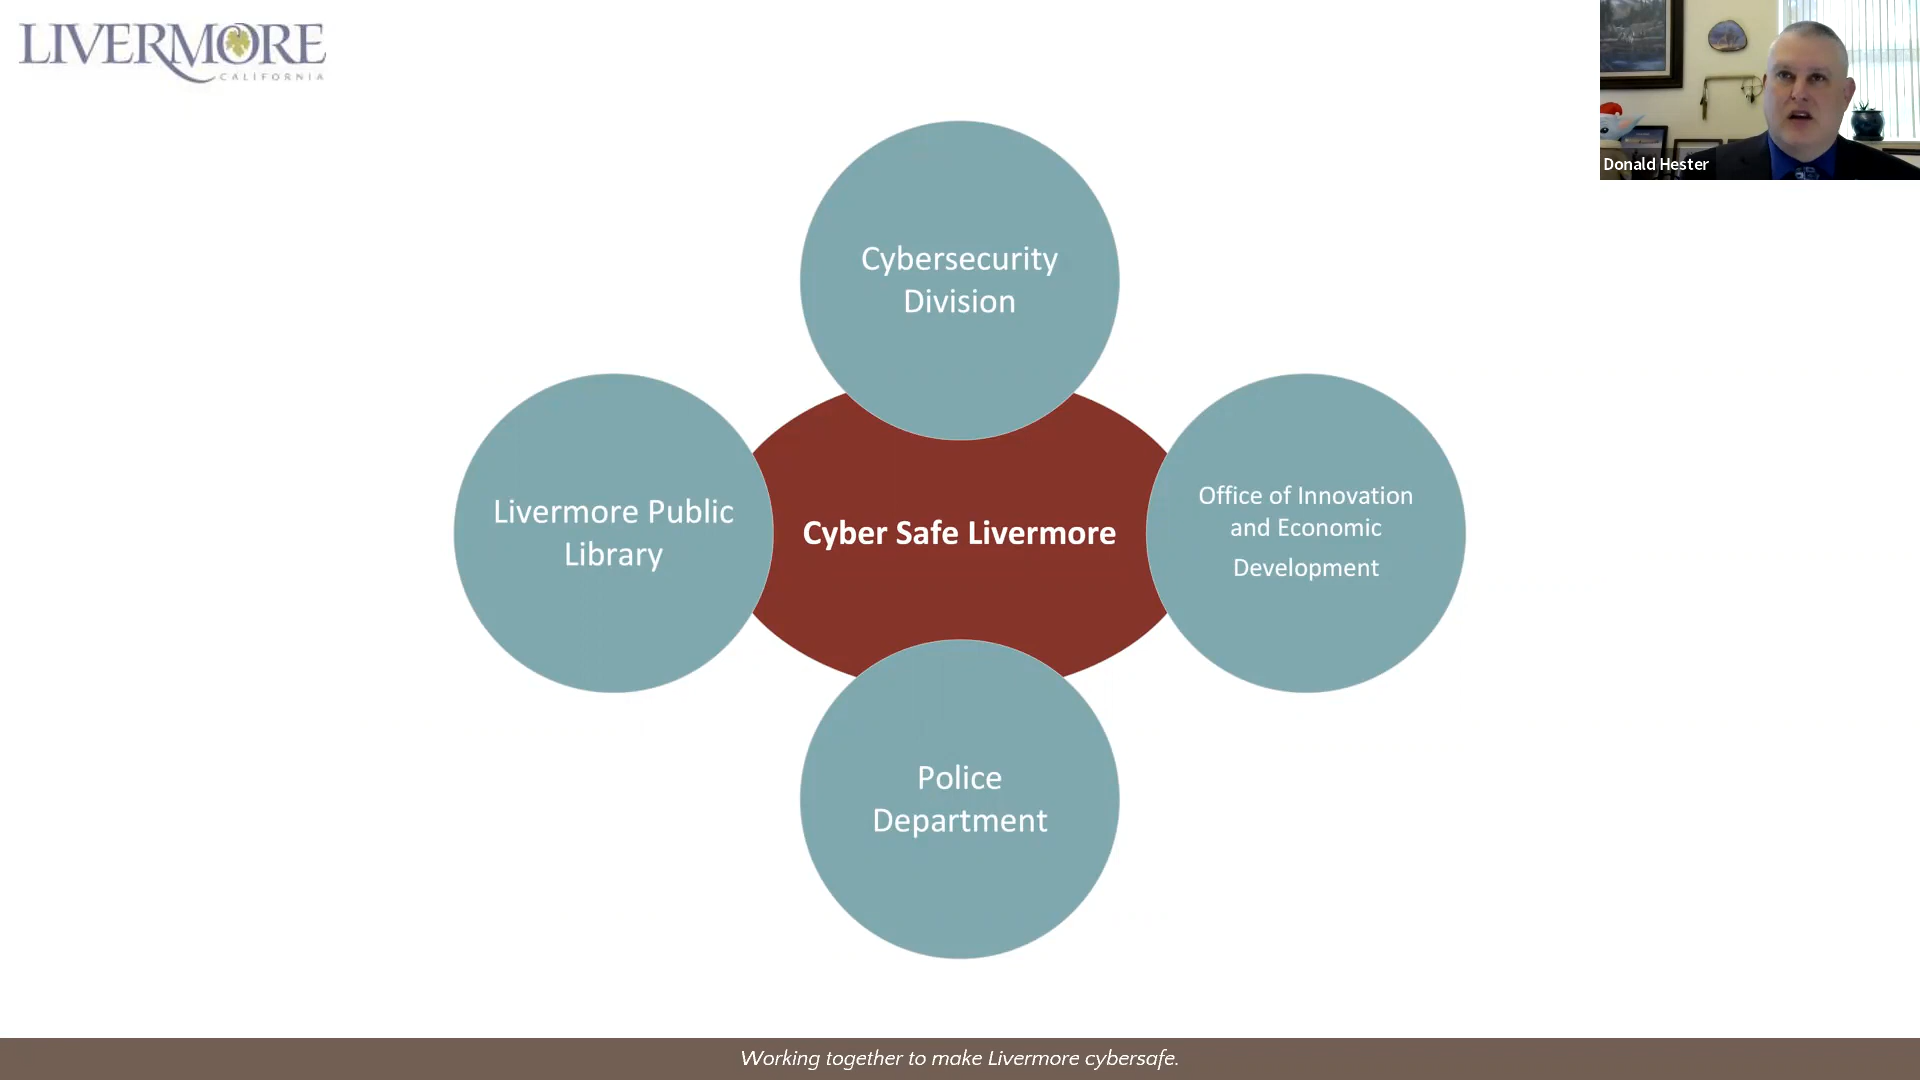 LIVERMORE
CALIFORNIA
Donald Hester
Cybersecurity
Division
Livermore Public
Library
Cyber Safe Livermore
Office of Innovation
and Economic
Development
Police
Department
Working together to make Livermore cybersafe.